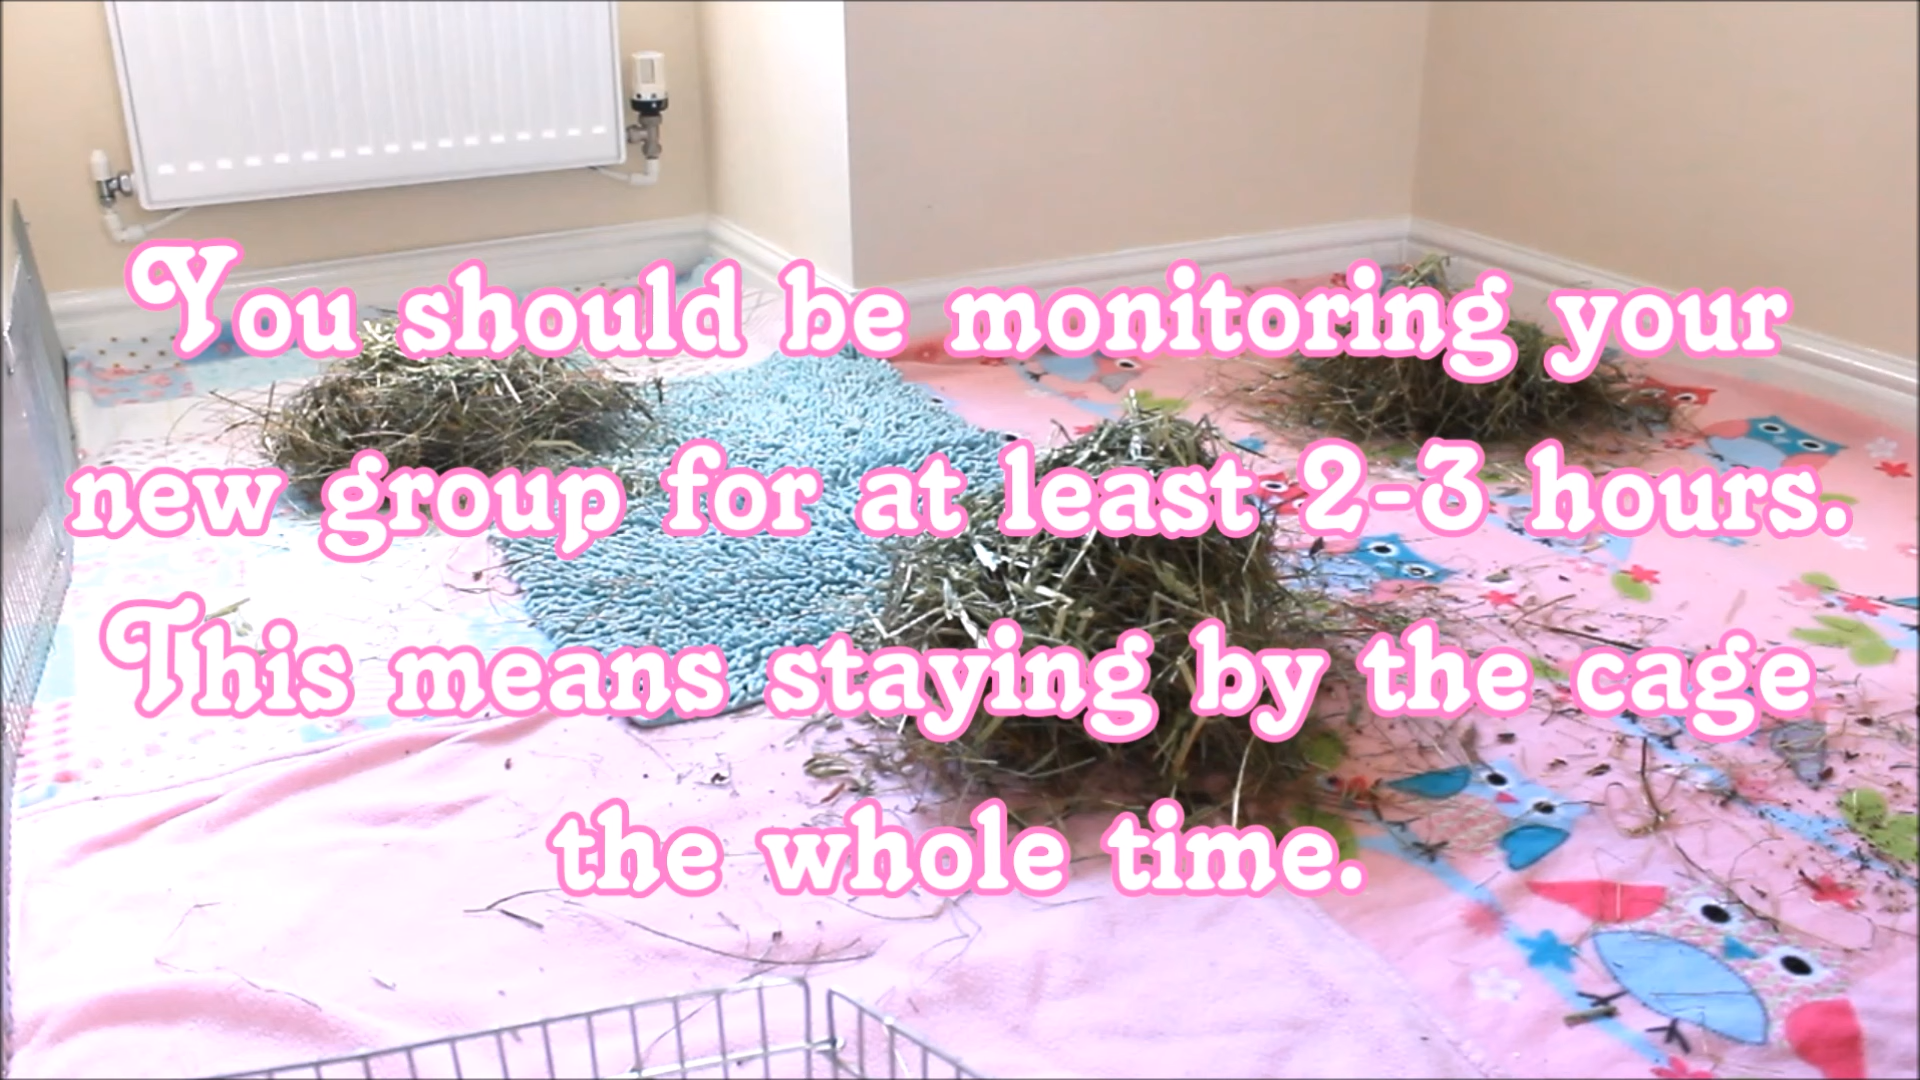 You should be monitoring your
new group for at least 2-3 hours.
This means staying by the cage
the whole time.